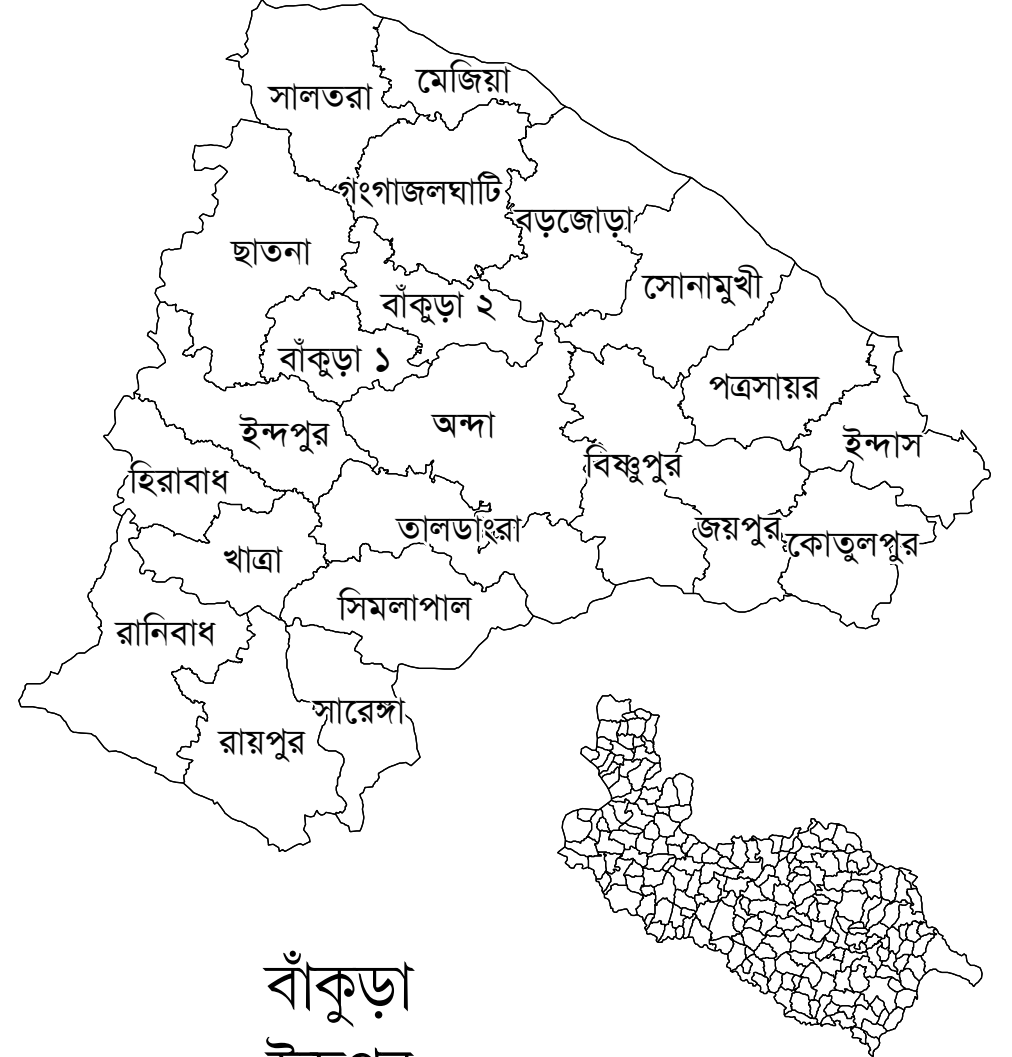 মেজিয়া
সালতরা
গংগাজলঘাটি
বড়জোড়া
ছাতনা
সোনামুখী
বাঁকুড়া ২
বাঁকুড়া ১
পত্রসায়র
অন্দা
ইন্দপুর
ইন্দাস
বিষ্ণুপুর
হিরাবাধ
তালডাংরা
জয়পুর
কোতুলপুর
খাত্রা
সিমলাপাল
রানিবাধ
সারেঙ্গা
রায়পুর
বাঁকুড়া